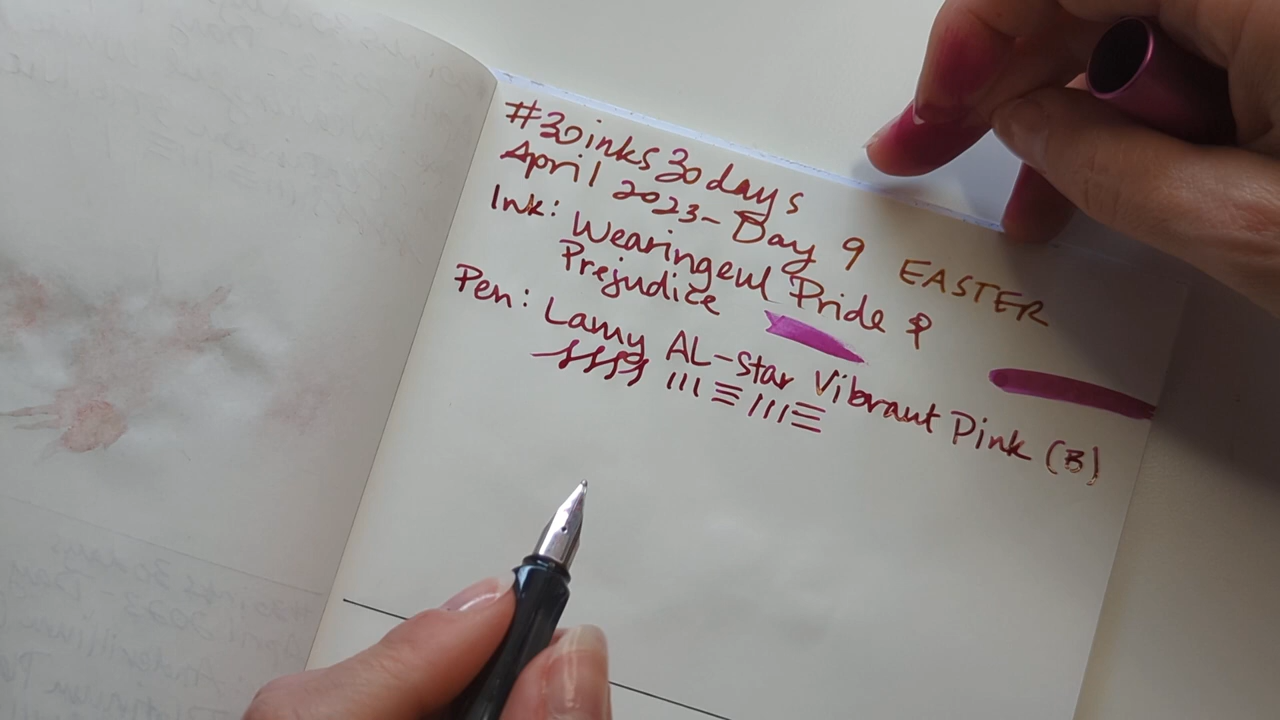 #30inks30days
April 2023- Day 9 EASTER
Ink: Wearingeul Pride &
Prejudice
Pen: Lamy AL-Star Vibrant Pink (B)